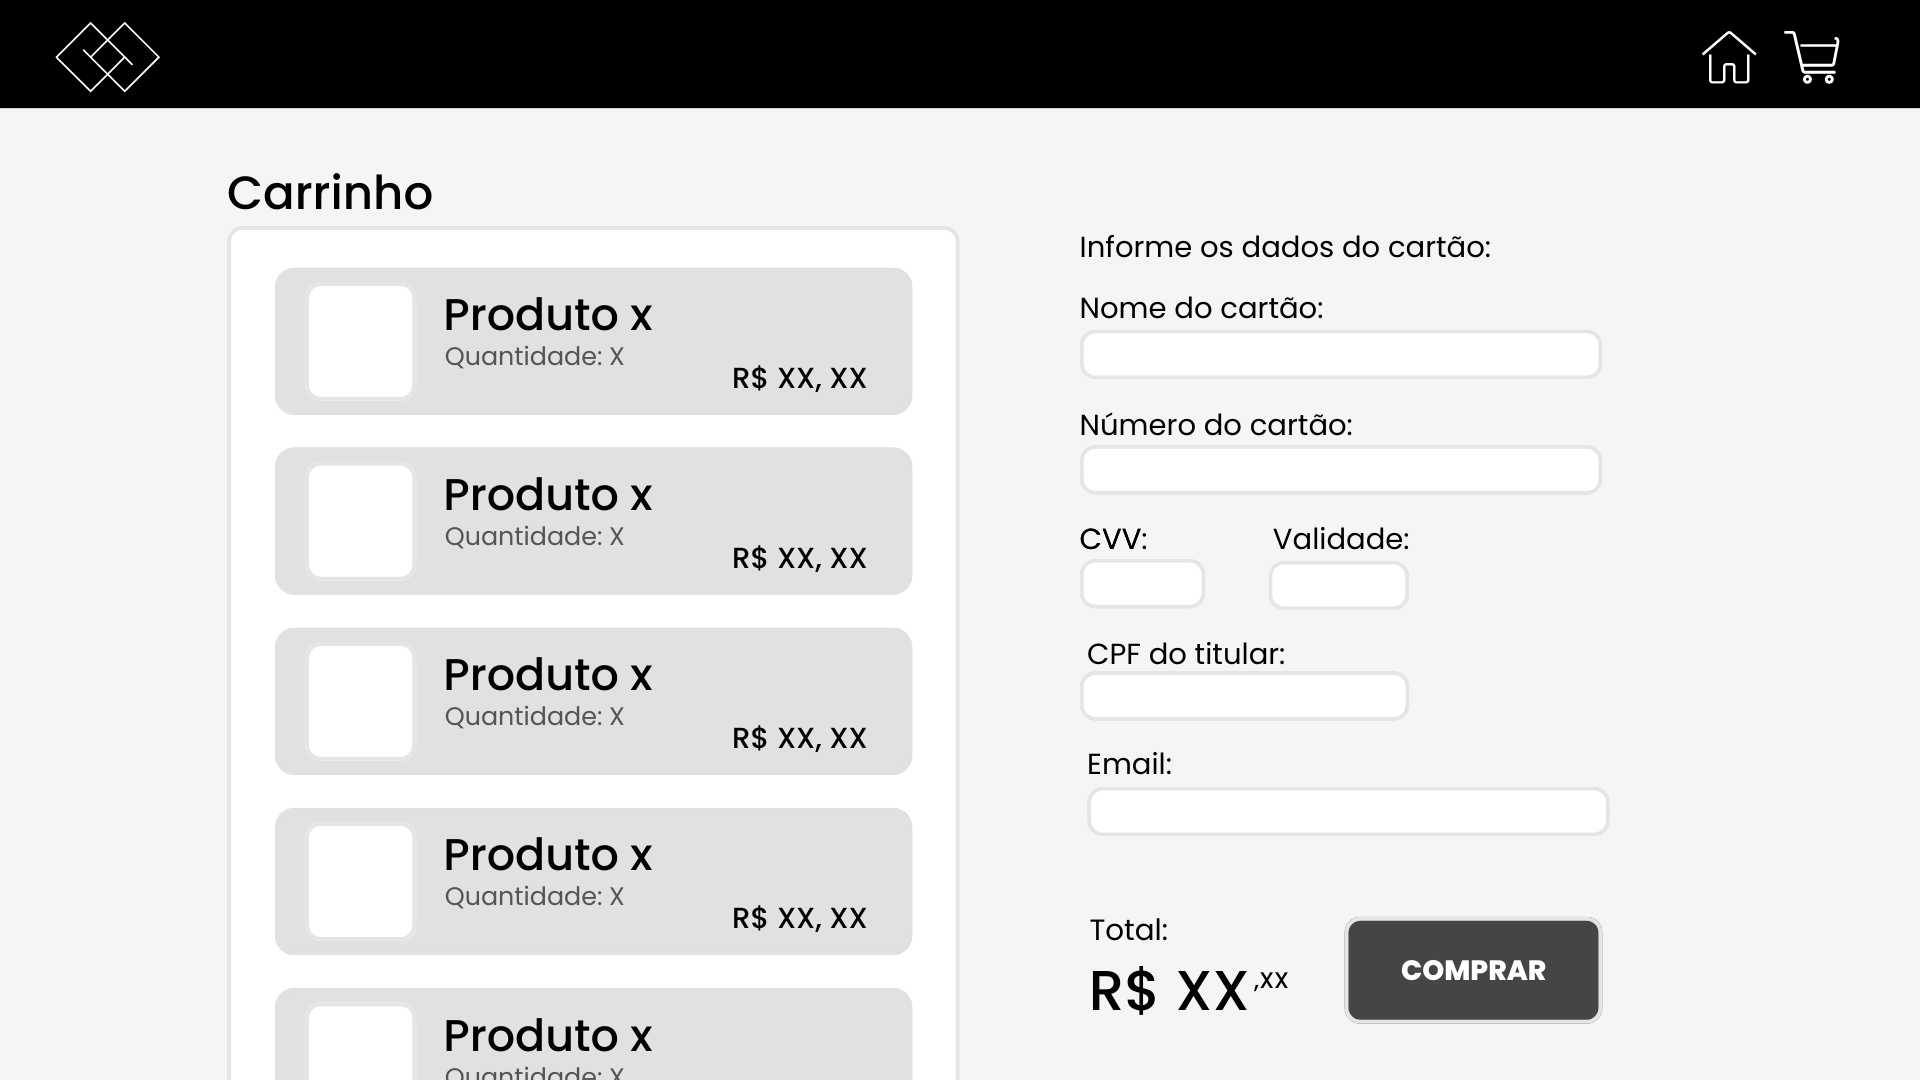 Carrinho
Produto x
Quantidade: X
R$ XX, XX
Produto x
Quantidade: X
R$ XX, XX
Produto x
Quantidade: X
R$ XX, XX
Produto x
Quantidade: X
R$ XX, XX
Produto x
Quantidade: X
Informe os dados do cartão:
Nome do cartão:
Número do cartão:
CVV: Validade:
CPF do titular:
Email:
Total:
R$ XX,xx
COMPRAR